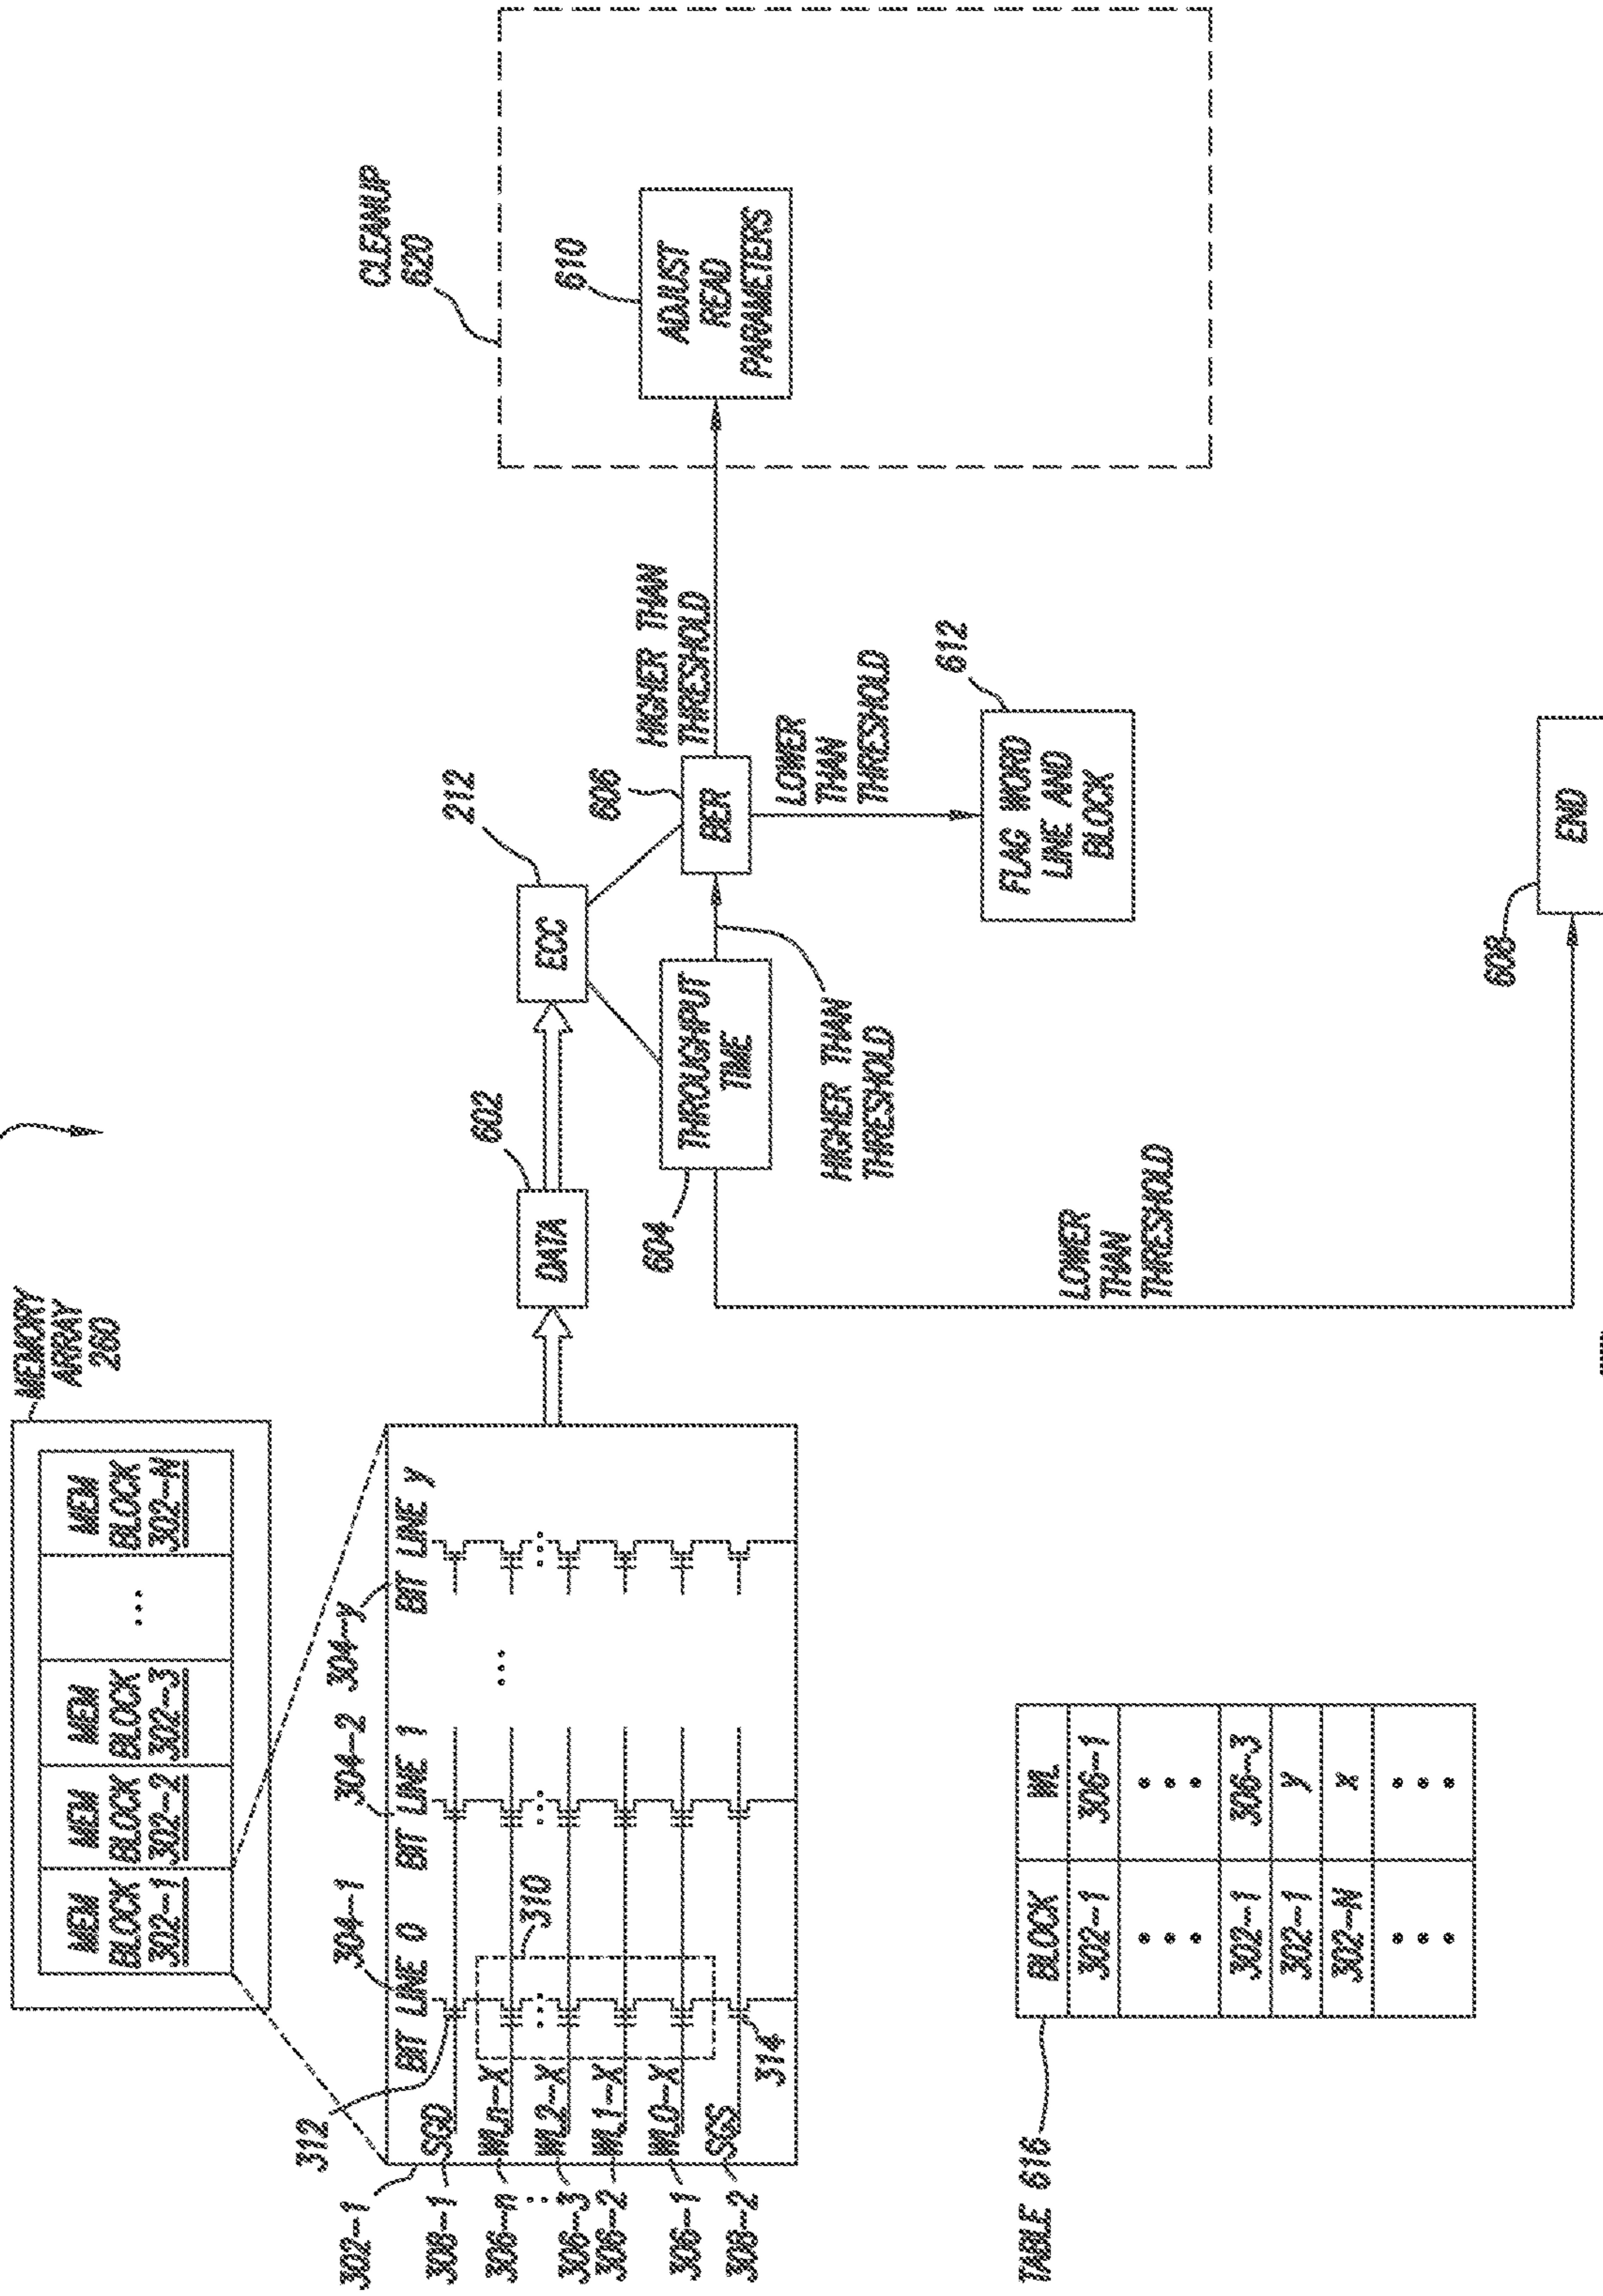 MEMORY
ARRAY
260
MEM
BLOCK
302-1
MEM
BLOCK
302-2
MEM
BLOCK
302-3
...
MEM
BLOCK
302-N
302-1
312
304-1
304-2
304-y
BIT LINE 0
BIT LINE 1
BIT LINE y
308-1
SGD
306-n
WLn-X
310
...
306-3
WL2-X
306-2
WL1-X
306-1
WL0-X
308-2
SGS
314
602
DATA
212
ECC
604
THROUGHPUT
TIME
HIGHER THAN
THRESHOLD
606
BER
HIGHER THAN
THRESHOLD
LOWER
THAN
THRESHOLD
612
FLAG WORD
LINE AND
BLOCK
CLEANUP
620
610
ADJUST
READ
PARAMETERS
LOWER
THAN
THRESHOLD
608
END
TABLE 616
BLOCK WL
302-1 306-1
... ...
302-1 306-3
302-1 y
302-N x
... ...